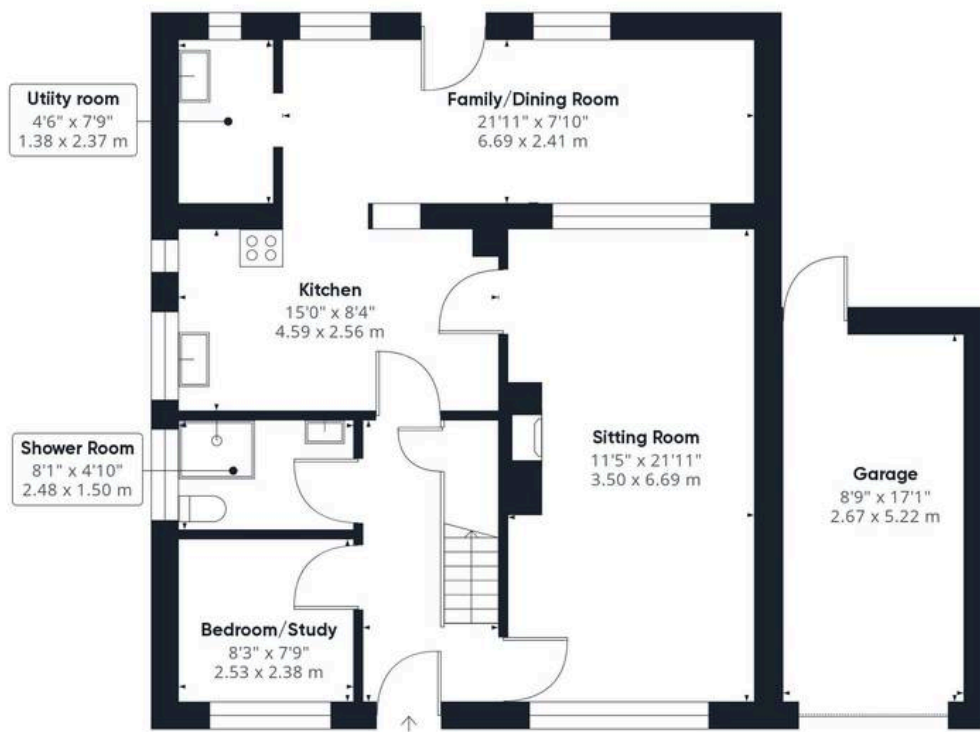 Utiity room
4'6" x 7'9"
1.38 x 2.37 m
Family/Dining Room
21'11" x 7'10"
6.69 x 2.41 m
Kitchen
15'0" x 8'4"
4.59 x 2.56 m
Shower Room
8'1" x 4'10"
2.48 x 1.50 m
Sitting Room
11'5" x 21'11"
3.50 x 6.69 m
Garage
8'9" x 17'1"
2.67 x 5.22 m
Bedroom/Study
8'3" x 7'9"
2.53 x 2.38 m